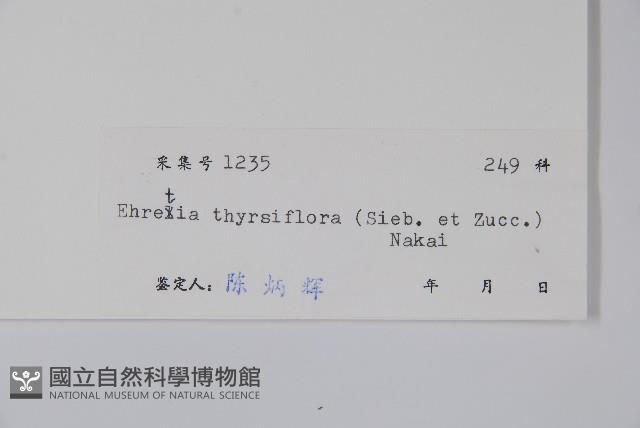 采集号 1235 249 科
t
Ehretia thyrsiflora (Sieb. et Zucc.)
Nakai
鉴定人： 陈炳辉 年 月 日
國立自然科學博物館
NATIONAL MUSEUM OF NATURAL SCIENCE